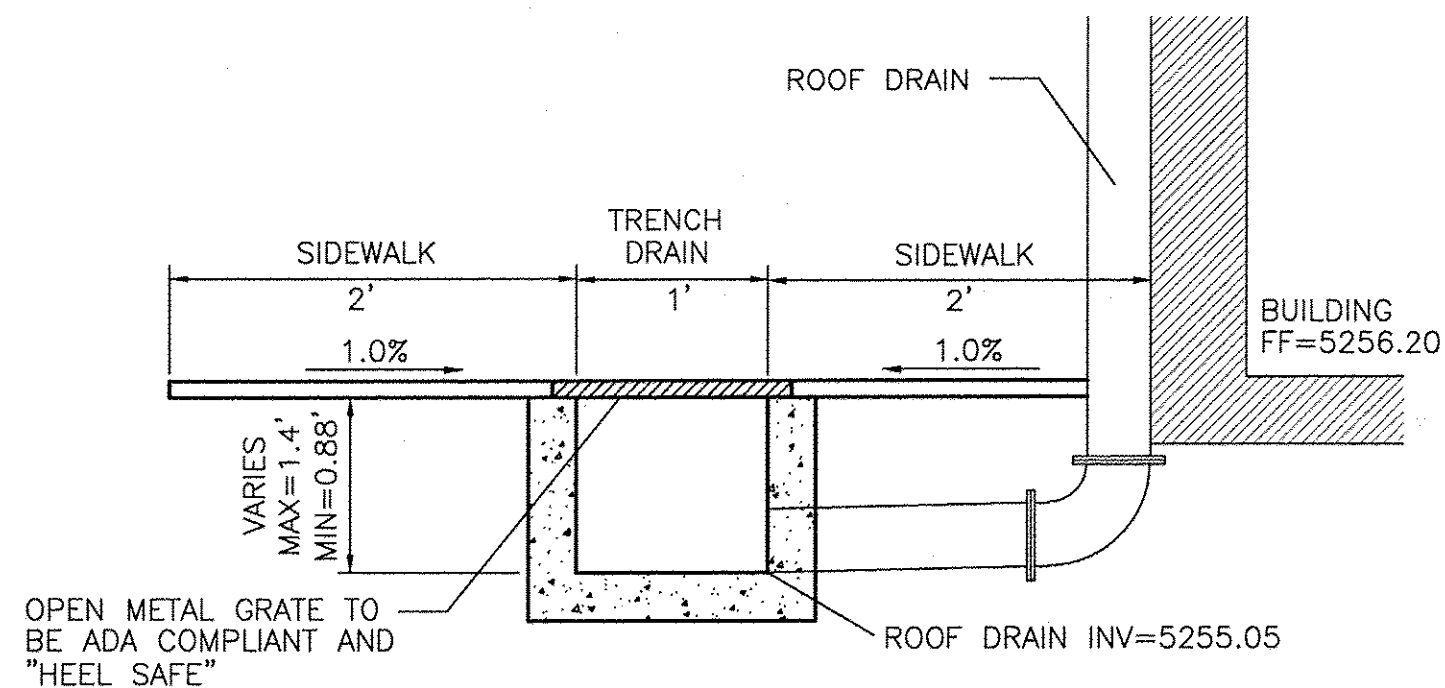 ROOF DRAIN
TRENCH
DRAIN
SIDEWALK
SIDEWALK
2'
1'
2'
BUILDING
FF=5256.20
1.0%
1.0%
VARIES
MAX=1.4'
MIN=0.88'
OPEN METAL GRATE TO
BE ADA COMPLIANT AND
"HEEL SAFE"
ROOF DRAIN INV=5255.05